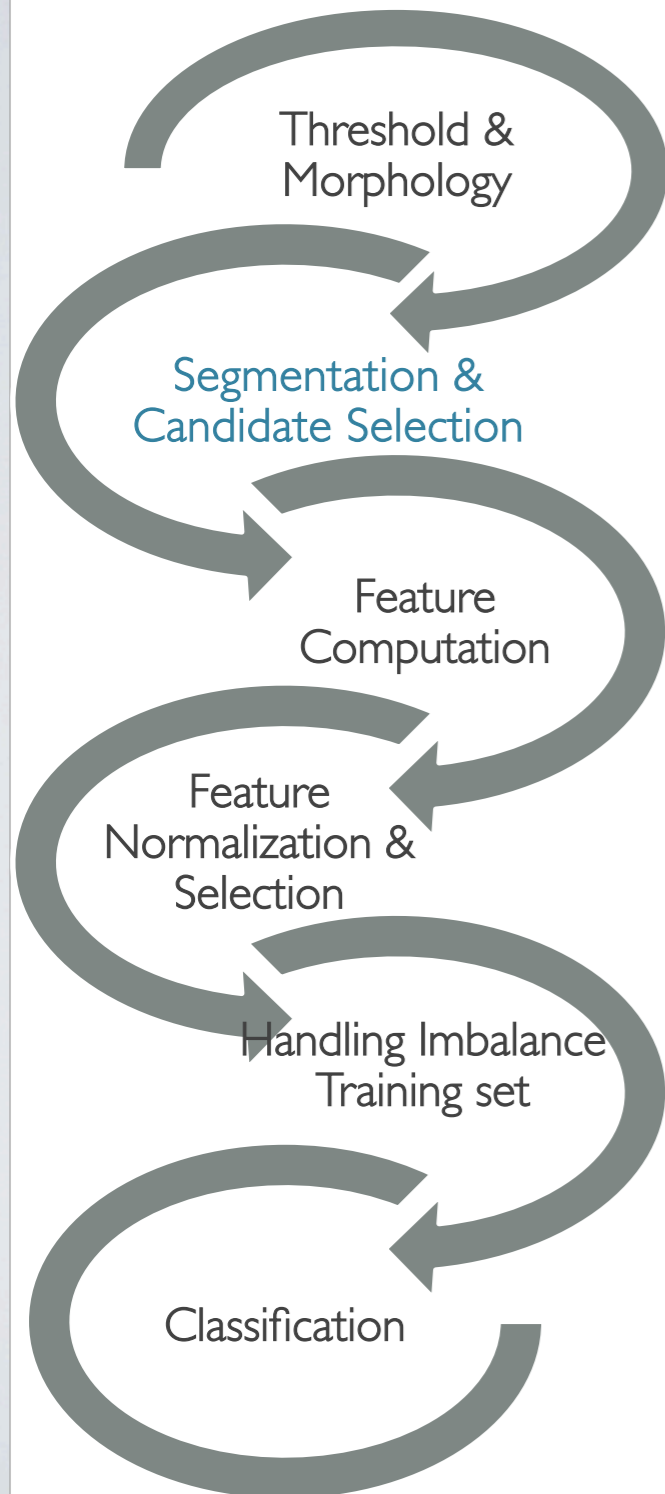 Threshold &
Morphology
Segmentation &
Candidate Selection
Feature
Computation
Feature
Normalization &
Selection
Handling Imbalance
Training set
Classification